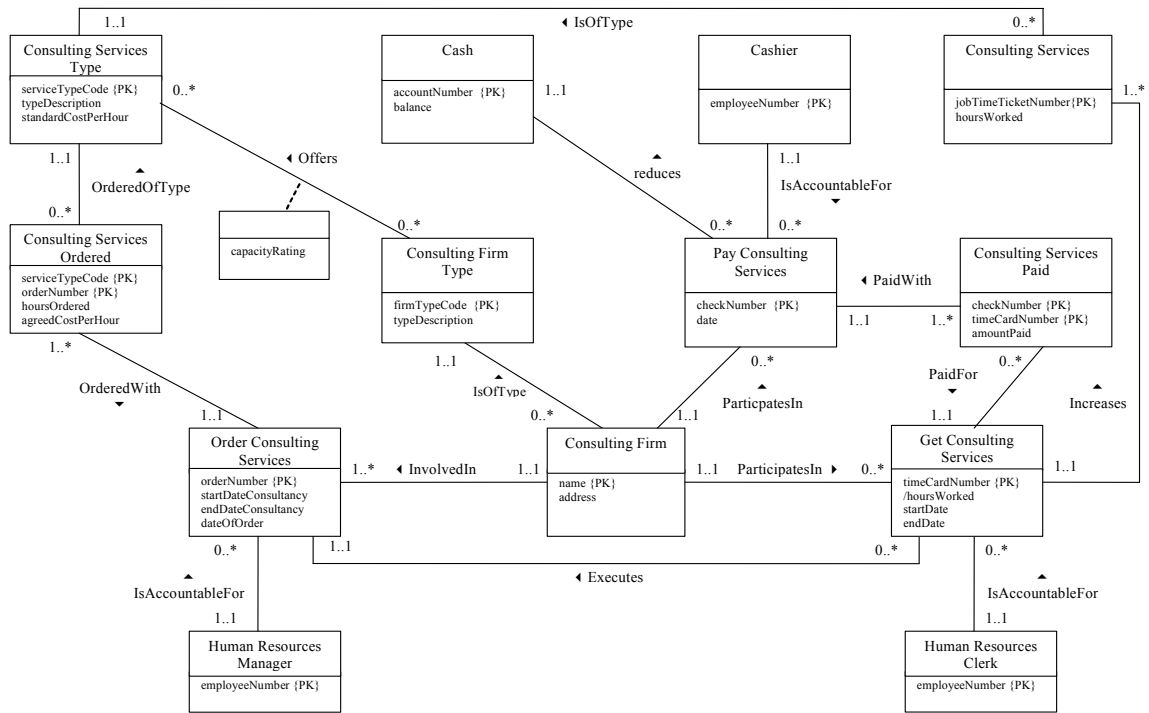 1..1
◄ IsOfType
0..*
Consulting Services
Type
serviceTypeCode {PK}
typeDescription
standardCostPerHour
Cash
accountNumber {PK}
balance
Cashier
employeeNumber {PK}
Consulting Services
jobTimeTicketNumber{PK}
hoursWorked
0..*
1..1
1..*
1..1
▲
OrderedOfType
0..*
◄ Offers
▲
reduces
1..1
IsAccountableFor
▼
capacityRating
0..*
0..*
0..*
Consulting Services
Ordered
serviceTypeCode {PK}
orderNumber {PK}
hoursOrdered
agreedCostPerHour
Consulting Firm
Type
firmTypeCode {PK}
typeDescription
Pay Consulting
Services
checkNumber {PK}
date
◄ PaidWith
1..1
1..*
Consulting Services
Paid
checkNumber {PK}
timeCardNumber {PK}
amountPaid
1..*
OrderedWith
▼
1..1
1..1
▲
IsOfType
0..*
0..*
▲
ParticpatesIn
1..1
0..*
PaidFor
▼
1..1
▲
Increases
Order Consulting
Services
orderNumber {PK}
startDateConsultancy
endDateConsultancy
dateOfOrder
1..*
◄ InvolvedIn
1..1
Consulting Firm
name {PK}
address
1..1
ParticipatesIn ►
0..*
Get Consulting
Services
timeCardNumber {PK}
/hoursWorked
startDate
endDate
1..1
0..*
1..1
◄ Executes
0..*
0..*
▲
IsAccountableFor
1..1
▲
IsAccountableFor
1..1
Human Resources
Manager
employeeNumber {PK}
Human Resources
Clerk
employeeNumber {PK}